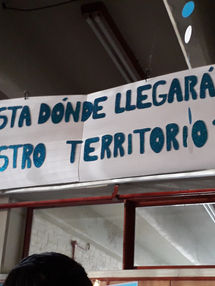 STA DÓNDE LLEGARÁ
STRO TERRITORIO?